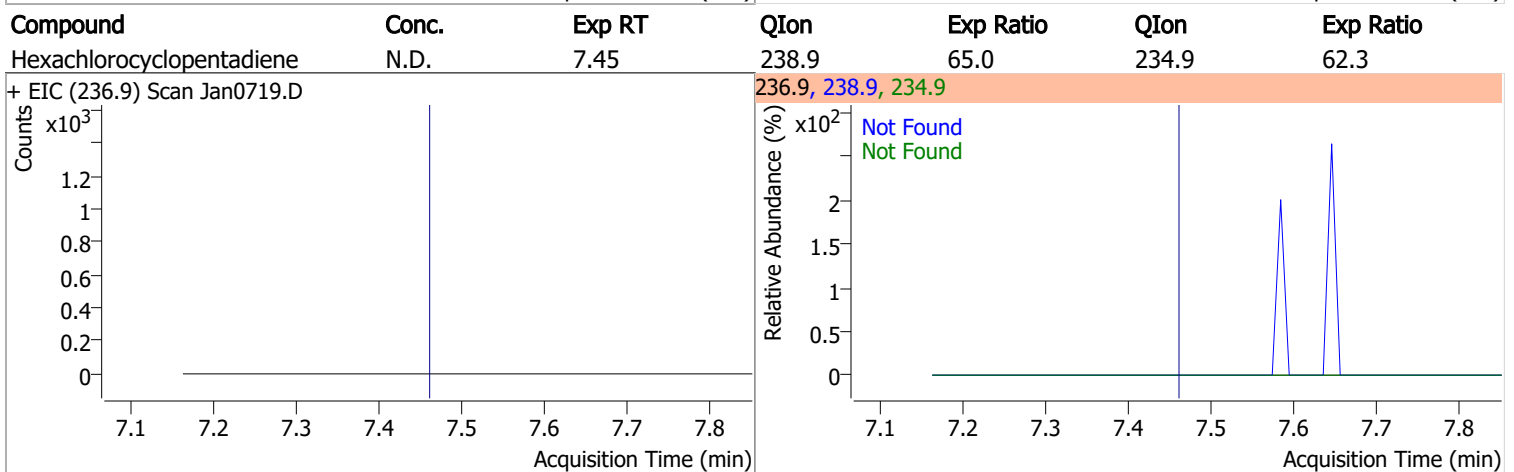 Compound Conc. Exp RT QIon Exp Ratio QIon Exp Ratio
Hexachlorocyclopentadiene N.D. 7.45 238.9 65.0 234.9 62.3
+ EIC (236.9) Scan Jan0719.D
Counts
x10³
1.2
1
0.8
0.6
0.4
0.2
0
7.1 7.2 7.3 7.4 7.5 7.6 7.7 7.8
Acquisition Time (min)
236.9, 238.9, 234.9
Relative Abundance (%)
x10²
Not Found
Not Found
2
1.5
1
0.5
0
7.1 7.2 7.3 7.4 7.5 7.6 7.7 7.8
Acquisition Time (min)